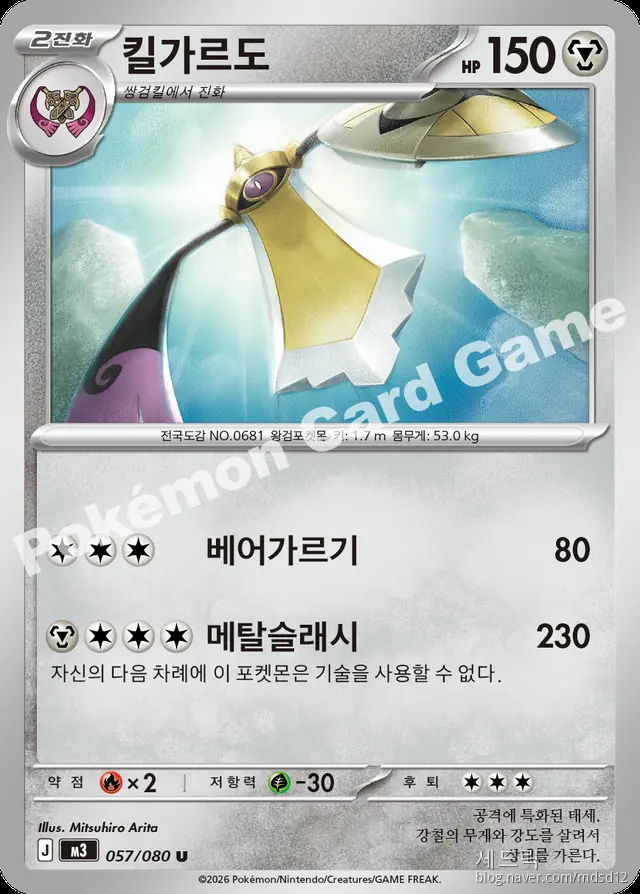 2진화
킬가르도
HP 150
쌍검킬에서 진화
전국도감 NO.0681 왕검포켓몬 키: 1.7 m 몸무게: 53.0 kg
Pokémon Card Game
베어가르기 80
메탈슬래시 230
자신의 다음 차례에 이 포켓몬은 기술을 사용할 수 없다.
약점 ×2 저항력 -30 후퇴
Illus. Mitsuhiro Arita
공격에 특화된 태세.
강철의 무게와 강도를 살려서
상대를 가른다.
J m3 057/080 U
blog.naver.com/mdsd12
©2026 Pokémon/Nintendo/Creatures/GAME FREAK.